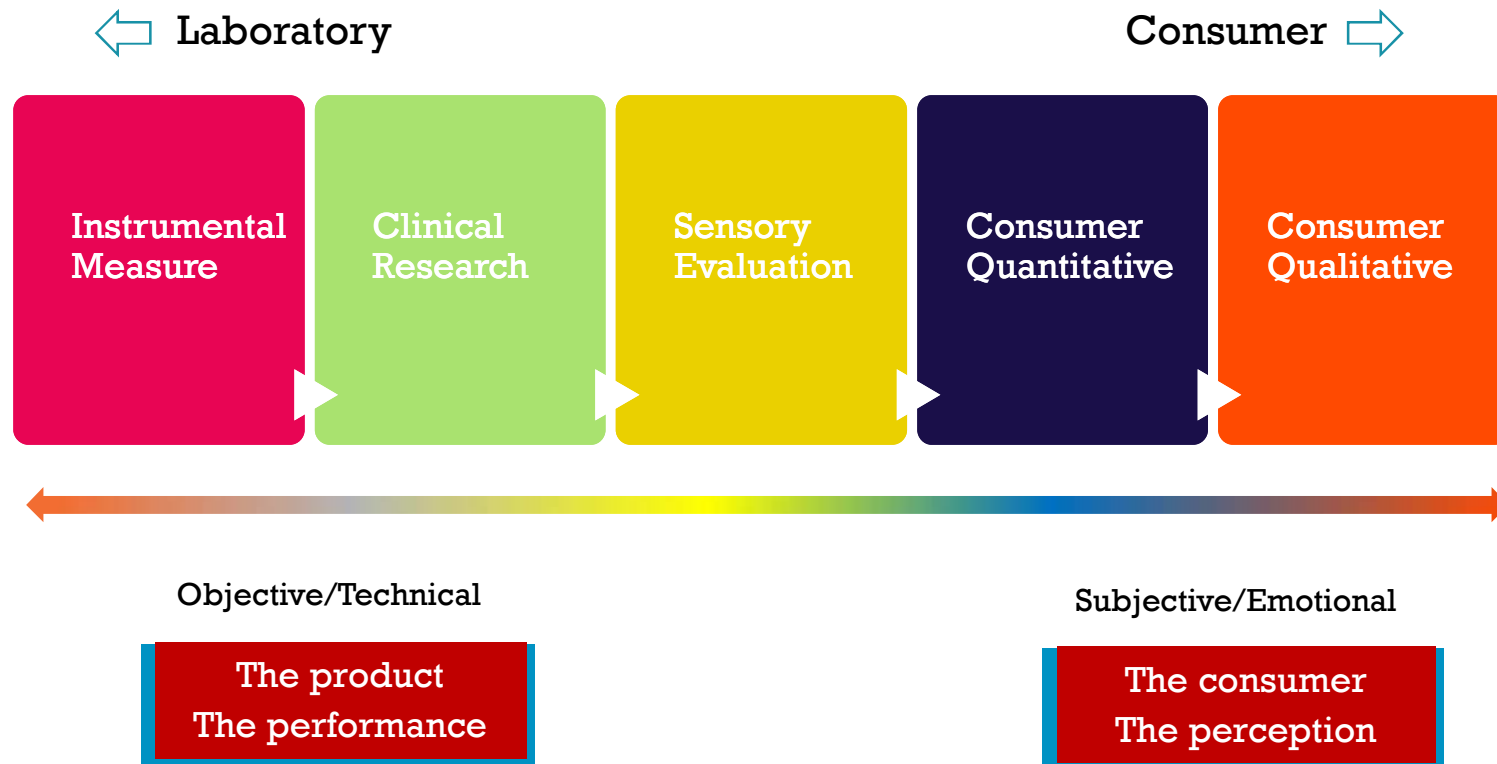 Laboratory
Consumer
Instrumental
Measure
Clinical
Research
Sensory
Evaluation
Consumer
Quantitative
Consumer
Qualitative
Objective/Technical
Subjective/Emotional
The product
The performance
The consumer
The perception